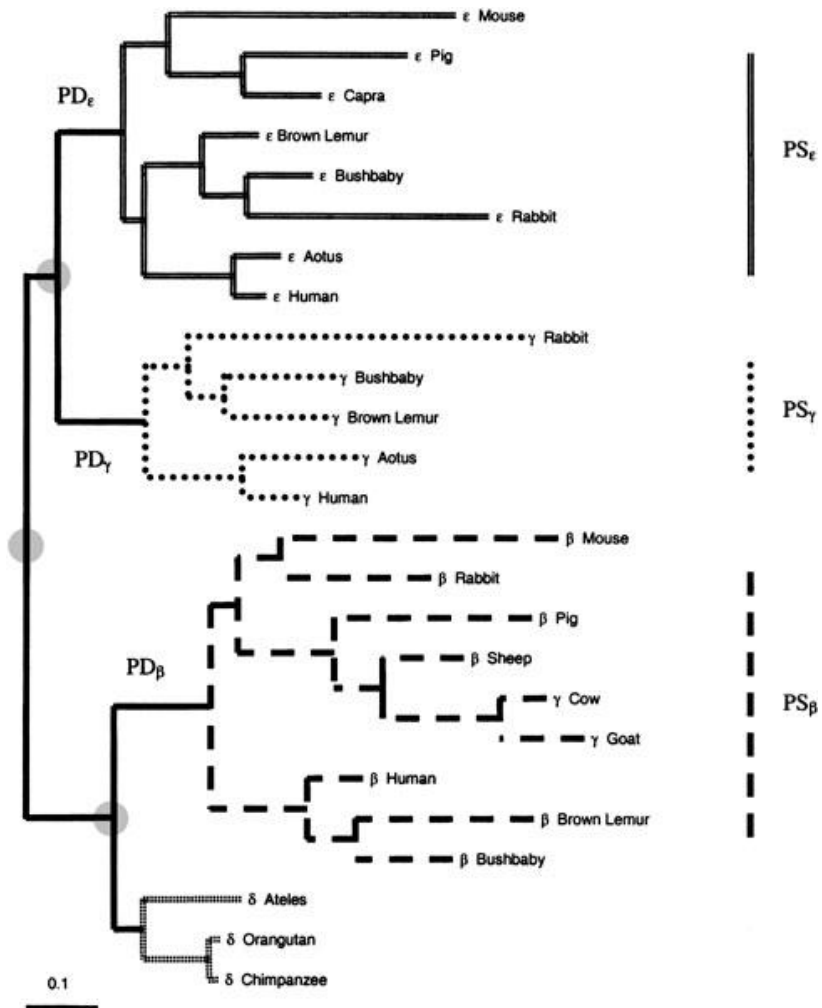 ε Mouse
ε Pig
PDε
ε Capra
ε Brown Lemur
PSε
ε Bushbaby
ε Rabbit
ε Aotus
ε Human
γ Rabbit
γ Bushbaby
γ Brown Lemur
PSγ
PDγ
γ Aotus
γ Human
β Mouse
β Rabbit
β Pig
PDβ
β Sheep
γ Cow
PSβ
γ Goat
β Human
β Brown Lemur
β Bushbaby
δ Ateles
δ Orangutan
0.1
δ Chimpanzee